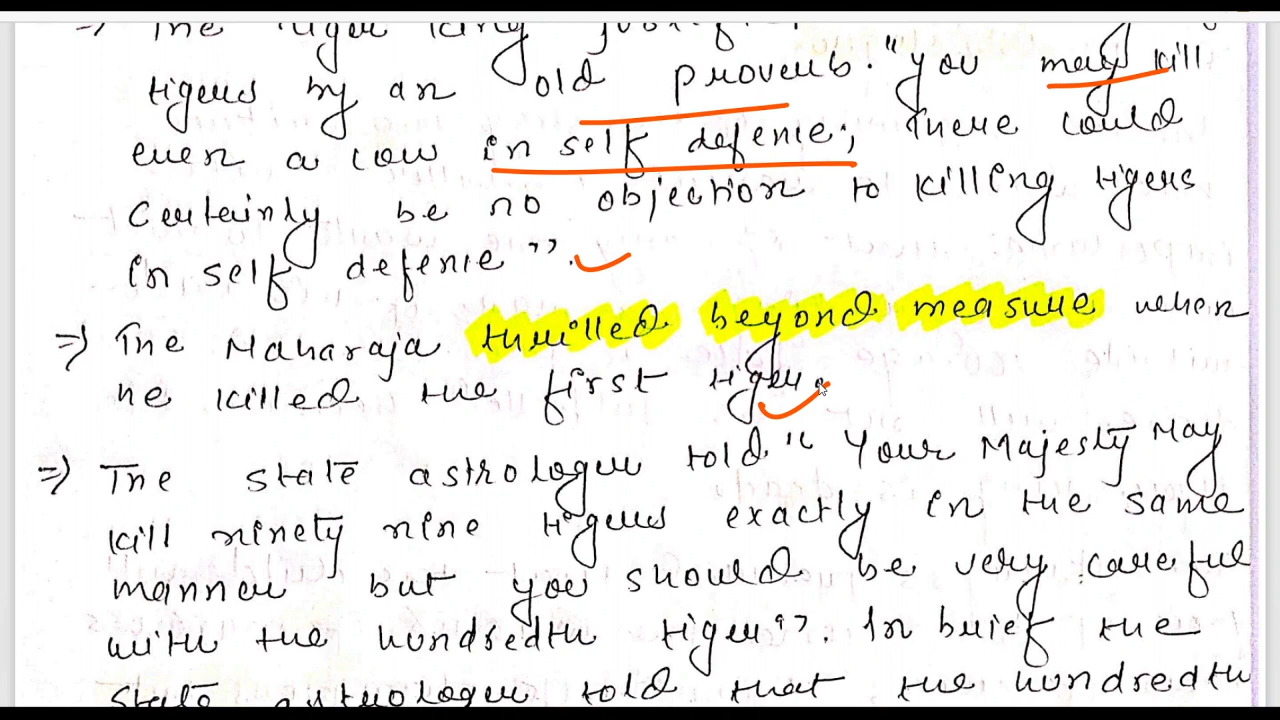 → The Tiger King
tigers by an old proverb. "you may kill
even a cow in self defence; There could
certainly be no objection to killing tigers
in self defence".
⇒ The Maharaja thrilled beyond measure when
he killed the first tiger.
⇒ The state astrologer told "Your Majesty May
kill ninety nine tigers exactly in the same
manner but you should be very careful
with the hundredth tiger". In brief the
state astrologer told that the hundredth